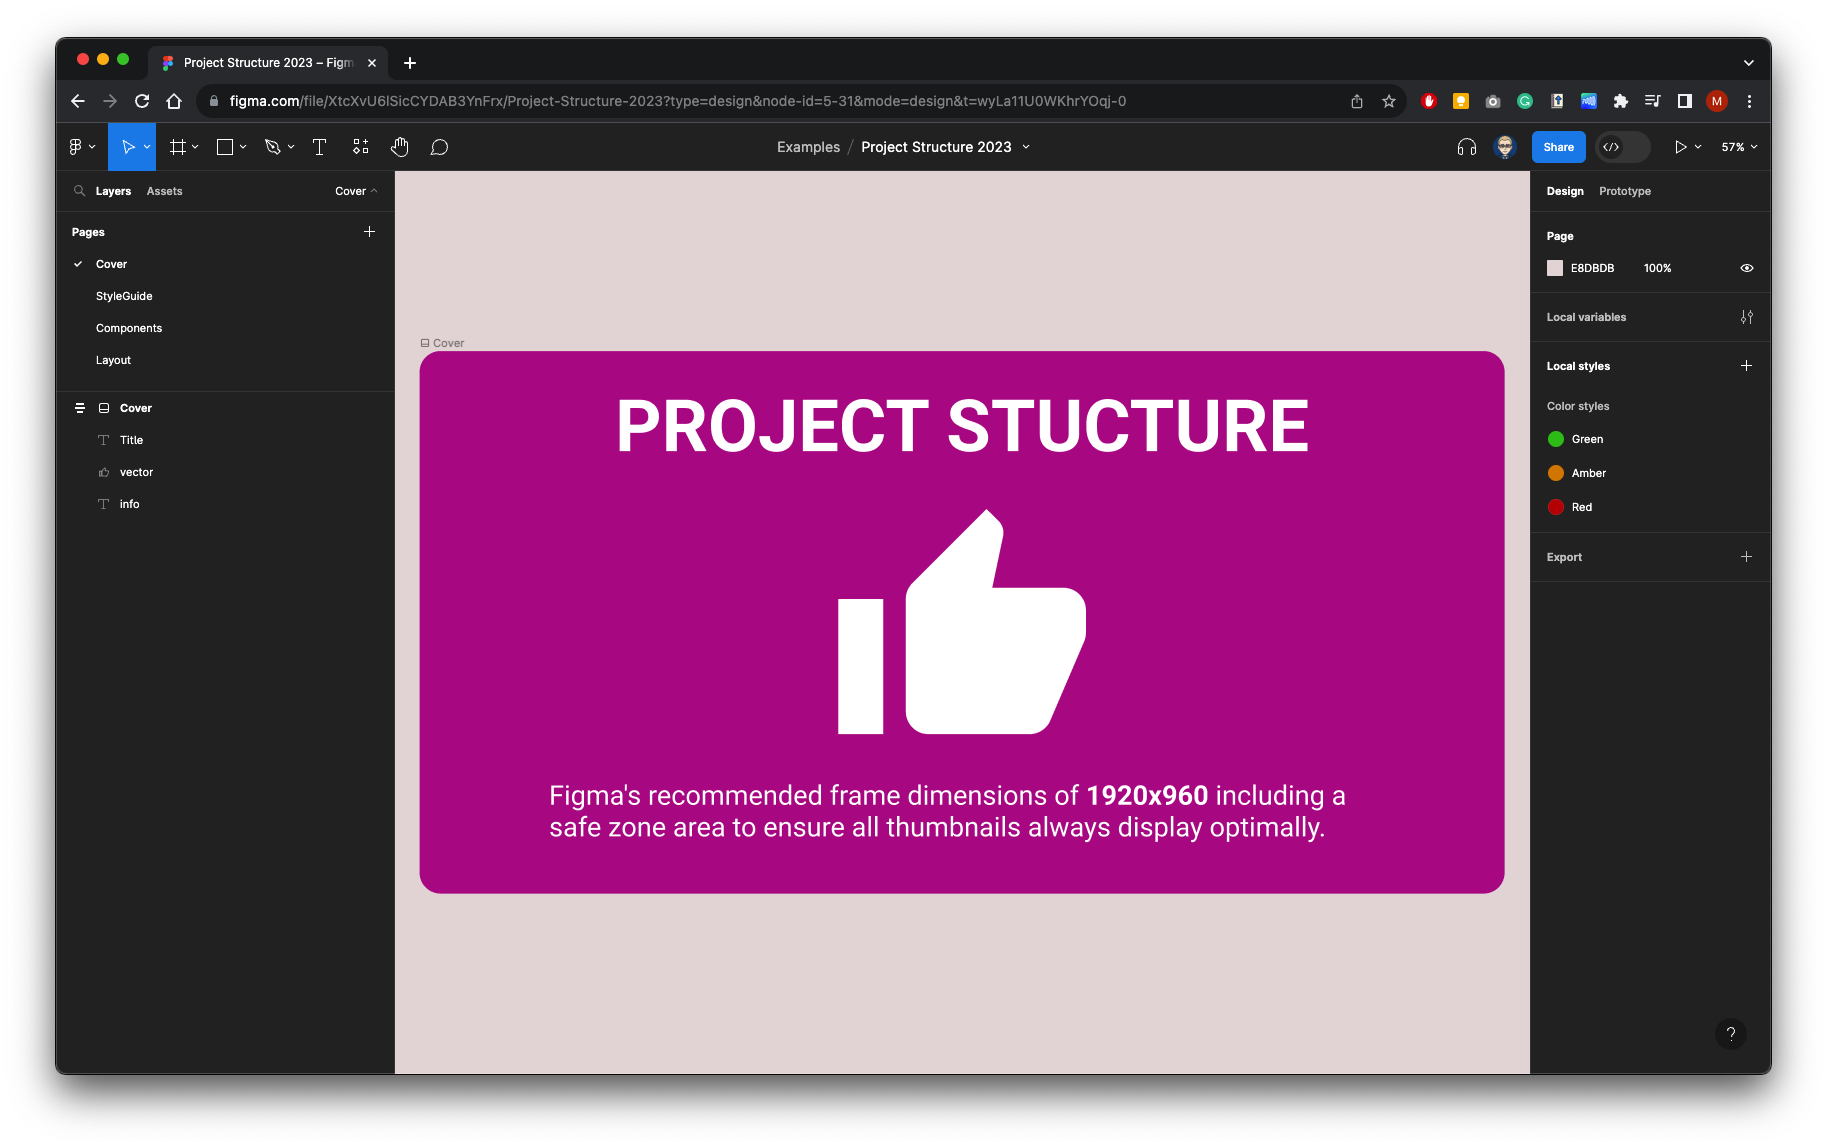 Project Structure 2023 – Figm
figma.com/file/XtcXvU6lSicCYDAB3YnFrx/Project-Structure-2023?type=design&node-id=5-31&mode=design&t=wyLa11U0WKhrYOqj-0
M
Examples / Project Structure 2023
Share
57%
Layers Assets Cover
Pages
Cover
StyleGuide
Components
Layout
Cover
Title
vector
info
Cover
PROJECT STUCTURE
Figma's recommended frame dimensions of 1920x960 including a
safe zone area to ensure all thumbnails always display optimally.
Design Prototype
Page
E8DBDB 100%
Local variables
Local styles
Color styles
Green
Amber
Red
Export
?